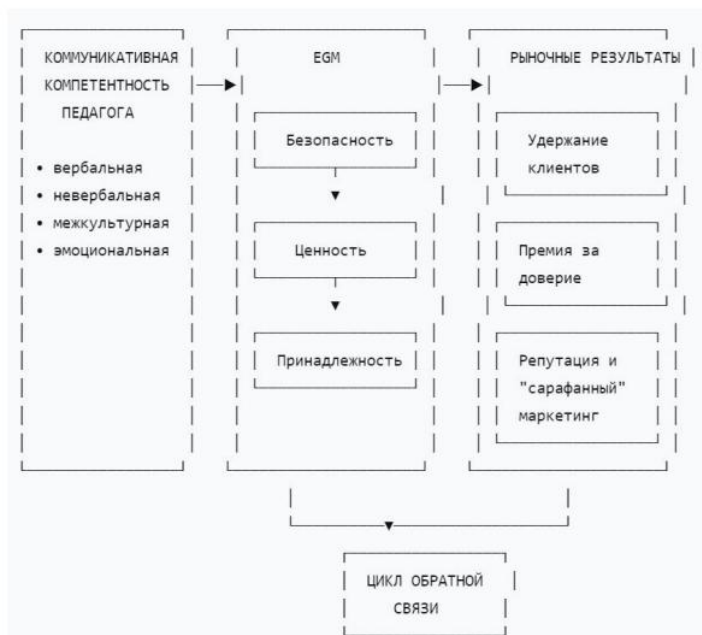 КОММУНИКАТИВНАЯ
КОМПЕТЕНТНОСТЬ
ПЕДАГОГА
• вербальная
• невербальная
• межкультурная
• эмоциональная
EGM
Безопасность
Ценность
Принадлежность
РЫНОЧНЫЕ РЕЗУЛЬТАТЫ
Удержание
клиентов
Премия за
доверие
Репутация и
"сарафанный"
маркетинг
ЦИКЛ ОБРАТНОЙ
СВЯЗИ